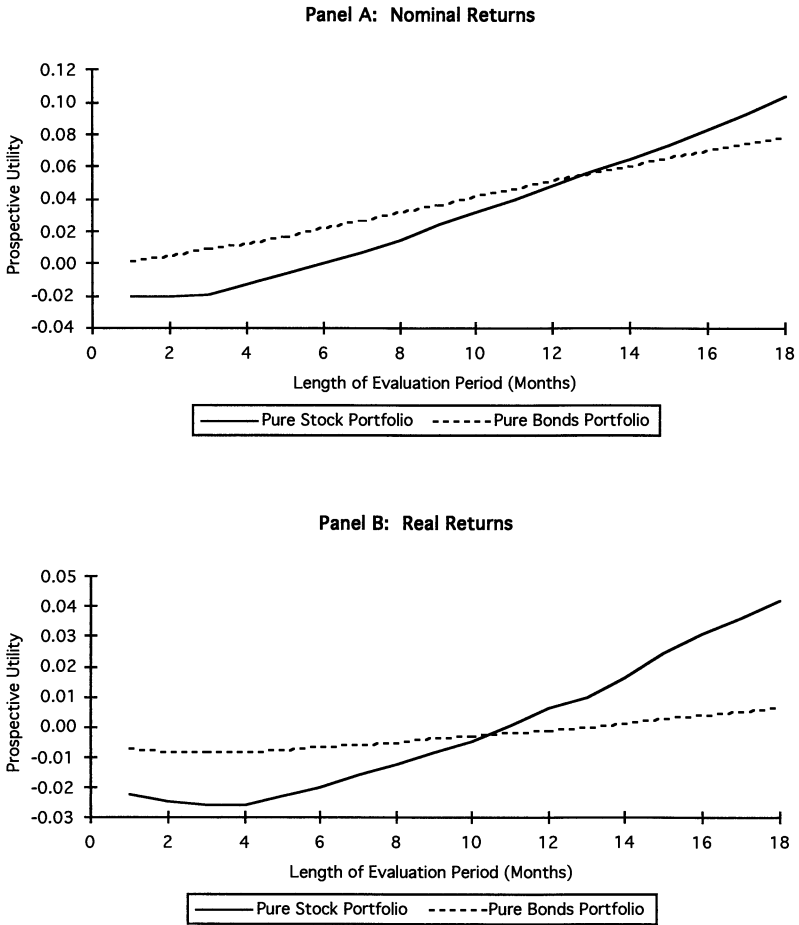 Panel A: Nominal Returns
0.12
0.10
0.08
0.06
0.04
0.02
0.00
-0.02
-0.04
Prospective Utility
0 2 4 6 8 10 12 14 16 18
Length of Evaluation Period (Months)
Pure Stock Portfolio Pure Bonds Portfolio
Panel B: Real Returns
0.05
0.04
0.03
0.02
0.01
0.00
-0.01
-0.02
-0.03
Prospective Utility
0 2 4 6 8 10 12 14 16 18
Length of Evaluation Period (Months)
Pure Stock Portfolio Pure Bonds Portfolio